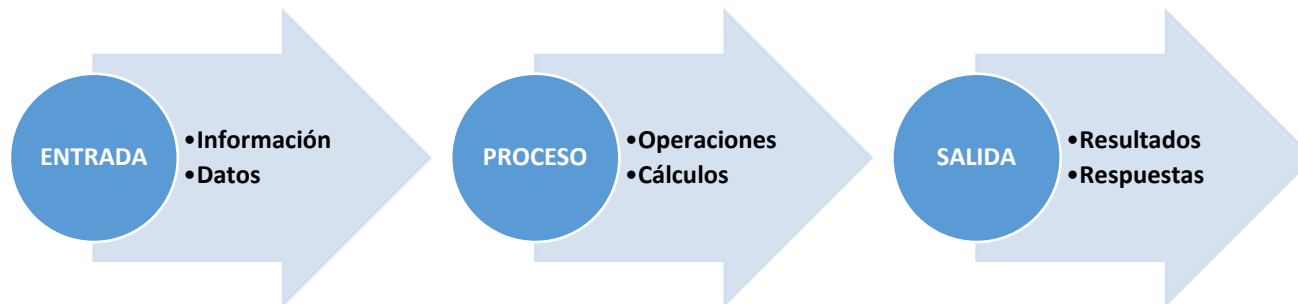 ENTRADA
•Información
•Datos
PROCESO
•Operaciones
•Cálculos
SALIDA
•Resultados
•Respuestas